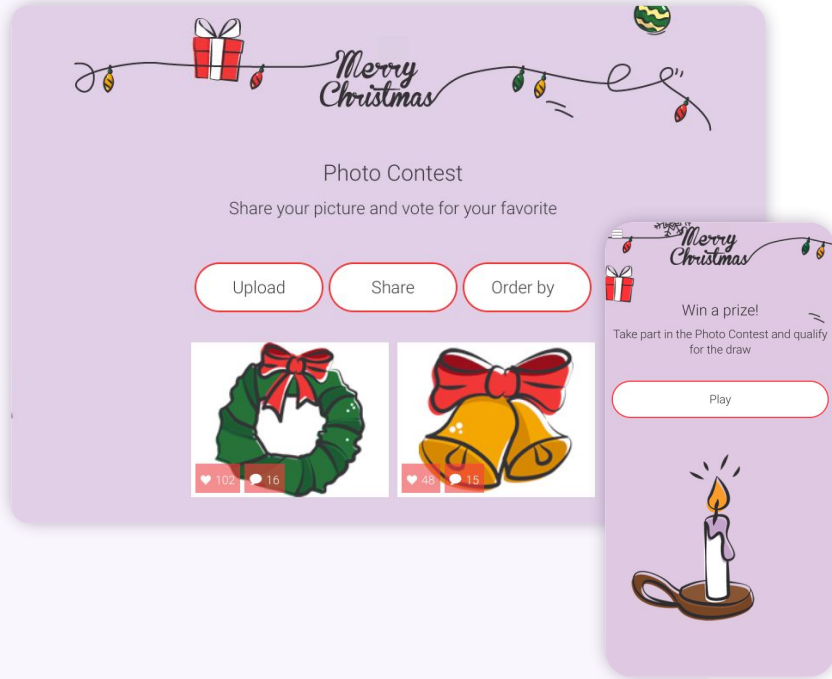 Merry
Christmas
Photo Contest
Share your picture and vote for your favorite
Upload
Share
Order by
102
16
48
15
Merry
Christmas
Win a prize!
Take part in the Photo Contest and qualify
for the draw
Play